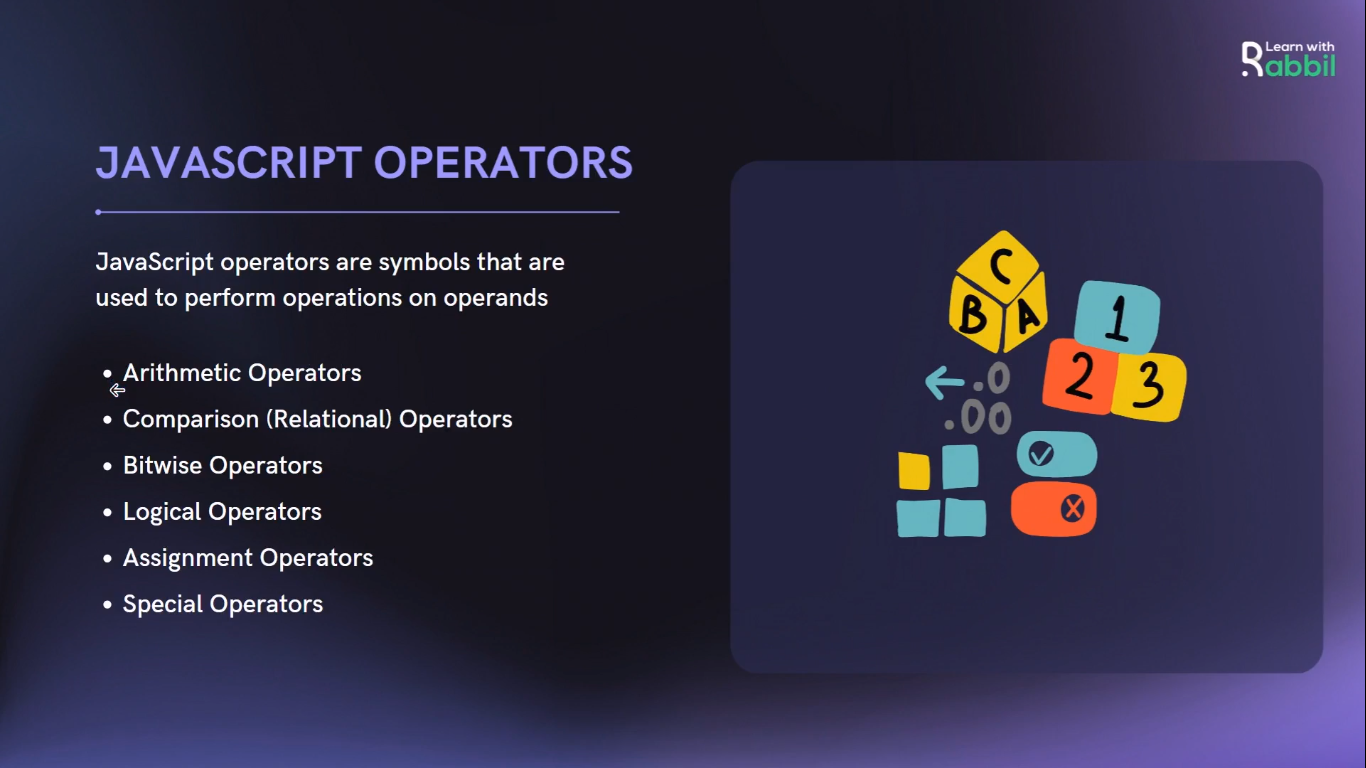 Learn with
Rabbil
JAVASCRIPT OPERATORS
JavaScript operators are symbols that are
used to perform operations on operands
• Arithmetic Operators
• Comparison (Relational) Operators
• Bitwise Operators
• Logical Operators
• Assignment Operators
• Special Operators
C
B A
1
2 3
.0
.00